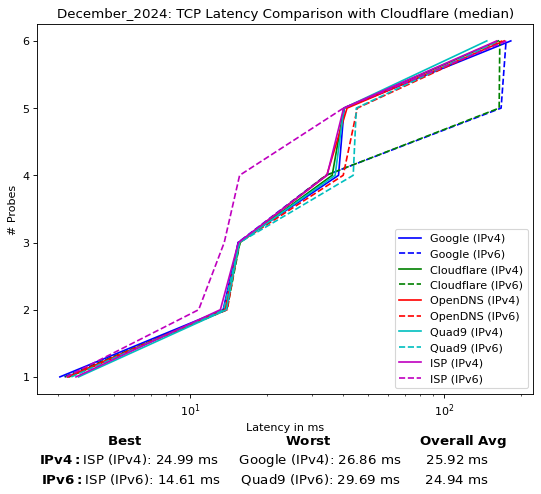 December_2024: TCP Latency Comparison with Cloudflare (median)
6
5
4
3
2
1
# Probes
Google (IPv4)
Google (IPv6)
Cloudflare (IPv4)
Cloudflare (IPv6)
OpenDNS (IPv4)
OpenDNS (IPv6)
Quad9 (IPv4)
Quad9 (IPv6)
ISP (IPv4)
ISP (IPv6)
10¹ 10²
Latency in ms
Best Worst Overall Avg
IPv4: ISP (IPv4): 24.99 ms Google (IPv4): 26.86 ms 25.92 ms
IPv6: ISP (IPv6): 14.61 ms Quad9 (IPv6): 29.69 ms 24.94 ms